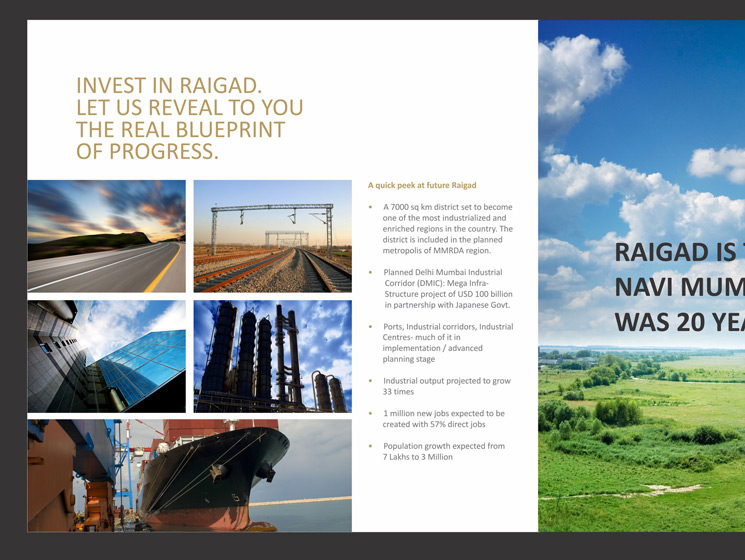 INVEST IN RAIGAD.
LET US REVEAL TO YOU
THE REAL BLUEPRINT
OF PROGRESS.
A quick peek at future Raigad
• A 7000 sq km district set to become
one of the most industrialized and
enriched regions in the country. The
district is included in the planned
metropolis of MMRDA region.
• Planned Delhi Mumbai Industrial
Corridor (DMIC): Mega Infra-
Structure project of USD 100 billion
in partnership with Japanese Govt.
• Ports, Industrial corridors, Industrial
Centres- much of it in
implementation / advanced
planning stage
• Industrial output projected to grow
33 times
• 1 million new jobs expected to be
created with 57% direct jobs
• Population growth expected from
7 Lakhs to 3 Million
RAIGAD IS
NAVI MUM
WAS 20 YEA